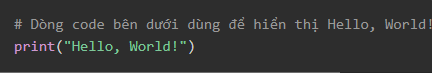 # Dòng code bên dưới dùng để hiển thị Hello, World!
print("Hello, World!")